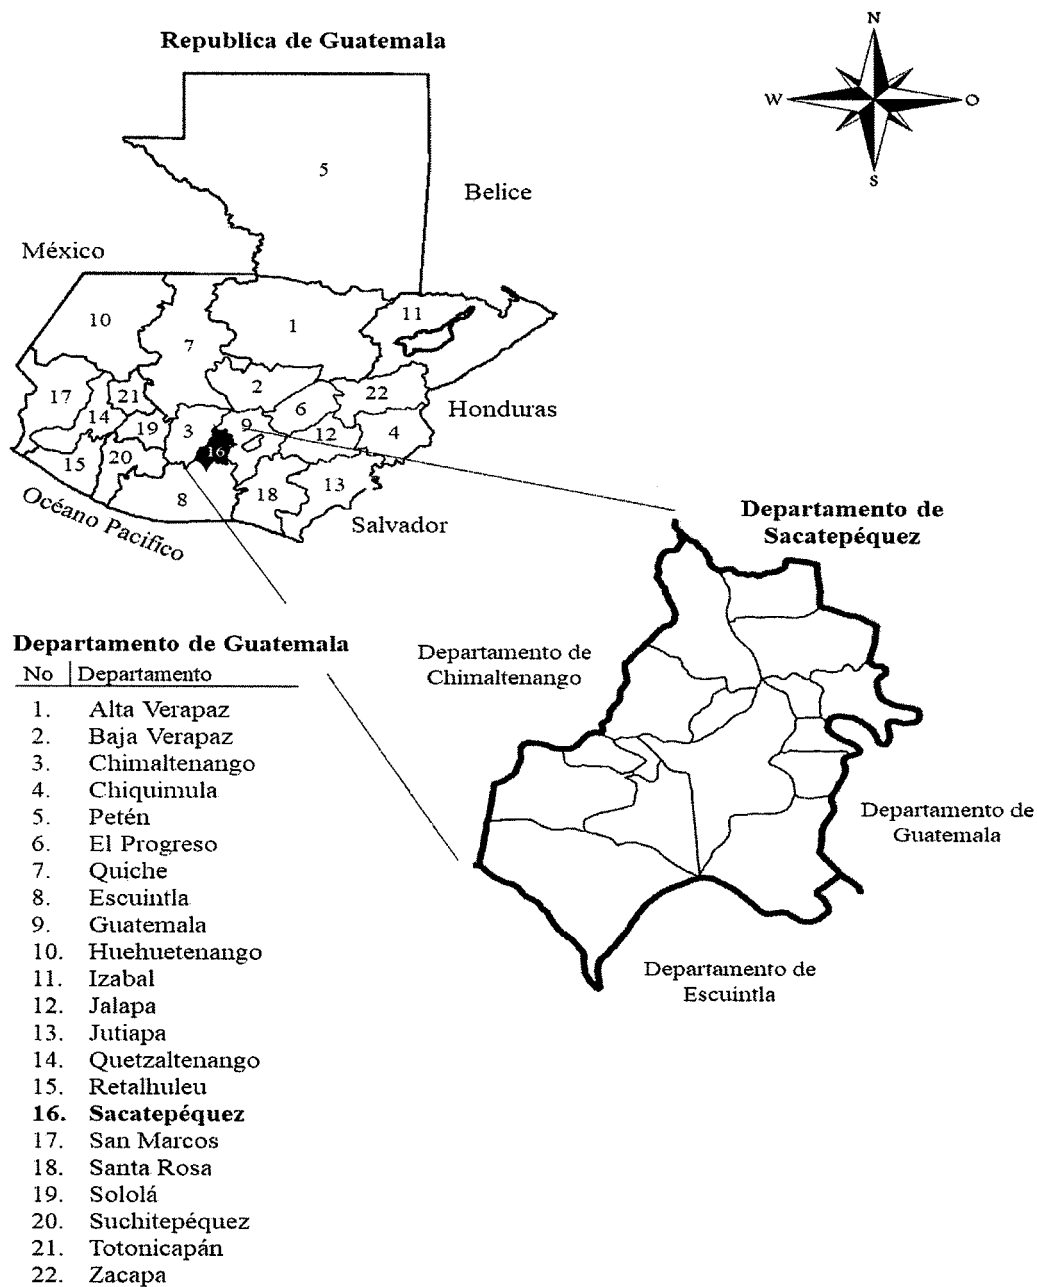 Republica de Guatemala
N
W
O
S
5
Belice
México
10
11
1
7
2
22
17
21
14
6
Honduras
19
3
9
12
4
16
15
20
8
18
13
Océano Pacifico
Salvador
Departamento de
Sacatepéquez
Departamento de
Chimaltenango
Departamento de
Guatemala
Departamento de
Escuintla
Departamento de Guatemala
No Departamento
1. Alta Verapaz
2. Baja Verapaz
3. Chimaltenango
4. Chiquimula
5. Petén
6. El Progreso
7. Quiche
8. Escuintla
9. Guatemala
10. Huehuetenango
11. Izabal
12. Jalapa
13. Jutiapa
14. Quetzaltenango
15. Retalhuleu
16. Sacatepéquez
17. San Marcos
18. Santa Rosa
19. Sololá
20. Suchitepéquez
21. Totonicapán
22. Zacapa